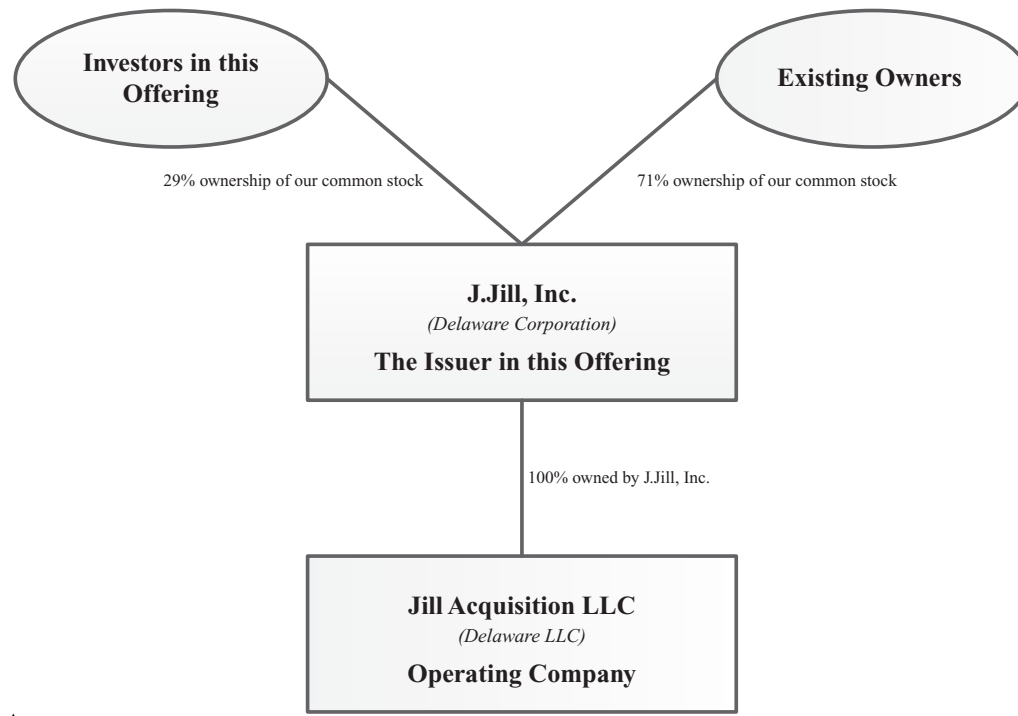 Investors in this
Offering
Existing Owners
29% ownership of our common stock
71% ownership of our common stock
J.Jill, Inc.
(Delaware Corporation)
The Issuer in this Offering
100% owned by J.Jill, Inc.
Jill Acquisition LLC
(Delaware LLC)
Operating Company